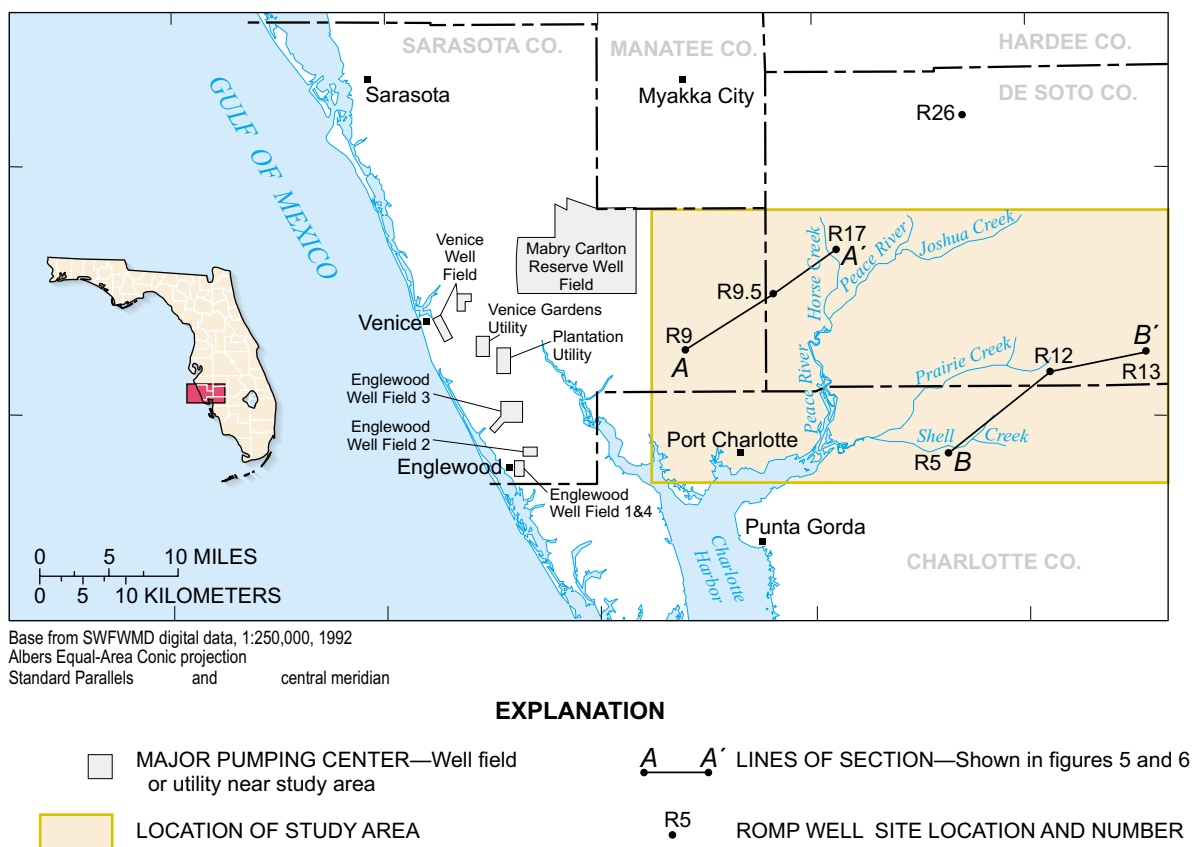 SARASOTA CO.
MANATEE CO.
HARDEE CO.
DE SOTO CO.
Sarasota
Myakka City
R26
GULF OF MEXICO
Mabry Carlton
Reserve Well
Field
Venice
Well
Field
Venice
Venice Gardens
Utility
Plantation
Utility
Englewood
Well Field 3
Englewood
Well Field 2
Englewood
Englewood
Well Field 1&4
R17
A´
R9.5
R9
A
Horse Creek
Peace River
Joshua Creek
Peace River
Prairie Creek
R12
B´
R13
Shell Creek
R5
B
Port Charlotte
Punta Gorda
Charlotte
Harbor
CHARLOTTE CO.
0 5 10 MILES
0 5 10 KILOMETERS
Base from SWFWMD digital data, 1:250,000, 1992
Albers Equal-Area Conic projection
Standard Parallels and central meridian
EXPLANATION
MAJOR PUMPING CENTER—Well field
or utility near study area
LOCATION OF STUDY AREA
A A´ LINES OF SECTION—Shown in figures 5 and 6
R5
ROMP WELL SITE LOCATION AND NUMBER